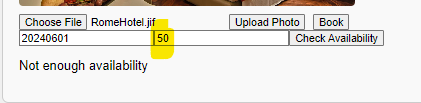 Choose File RomeHotel.jif Upload Photo Book
20240601 50 Check Availability
Not enough availability